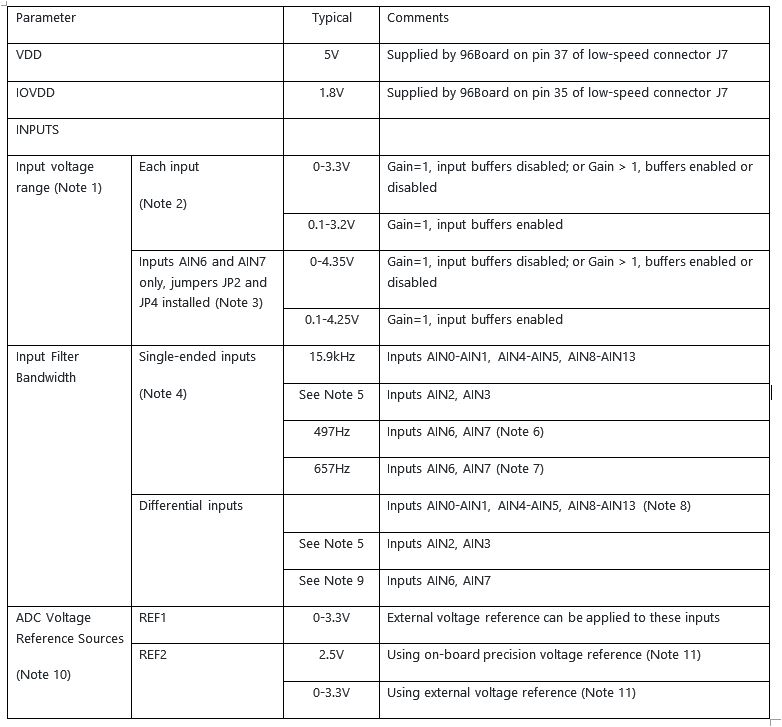 Parameter Typical Comments
VDD 5V Supplied by 96Board on pin 37 of low-speed connector J7
IOVDD 1.8V Supplied by 96Board on pin 35 of low-speed connector J7
INPUTS
Input voltage
range (Note 1)
Each input
(Note 2)
0-3.3V
Gain=1, input buffers disabled; or Gain > 1, buffers enabled or
disabled
0.1-3.2V Gain=1, input buffers enabled
Inputs AIN6 and AIN7
only, jumpers JP2 and
JP4 installed (Note 3)
0-4.35V
Gain=1, input buffers disabled; or Gain > 1, buffers enabled or
disabled
0.1-4.25V Gain=1, input buffers enabled
Input Filter
Bandwidth
Single-ended inputs
(Note 4)
15.9kHz Inputs AIN0-AIN1, AIN4-AIN5, AIN8-AIN13
See Note 5 Inputs AIN2, AIN3
497Hz Inputs AIN6, AIN7 (Note 6)
657Hz Inputs AIN6, AIN7 (Note 7)
Differential inputs Inputs AIN0-AIN1, AIN4-AIN5, AIN8-AIN13 (Note 8)
See Note 5 Inputs AIN2, AIN3
See Note 9 Inputs AIN6, AIN7
ADC Voltage
Reference Sources
(Note 10)
REF1 0-3.3V External voltage reference can be applied to these inputs
REF2 2.5V Using on-board precision voltage reference (Note 11)
0-3.3V Using external voltage reference (Note 11)